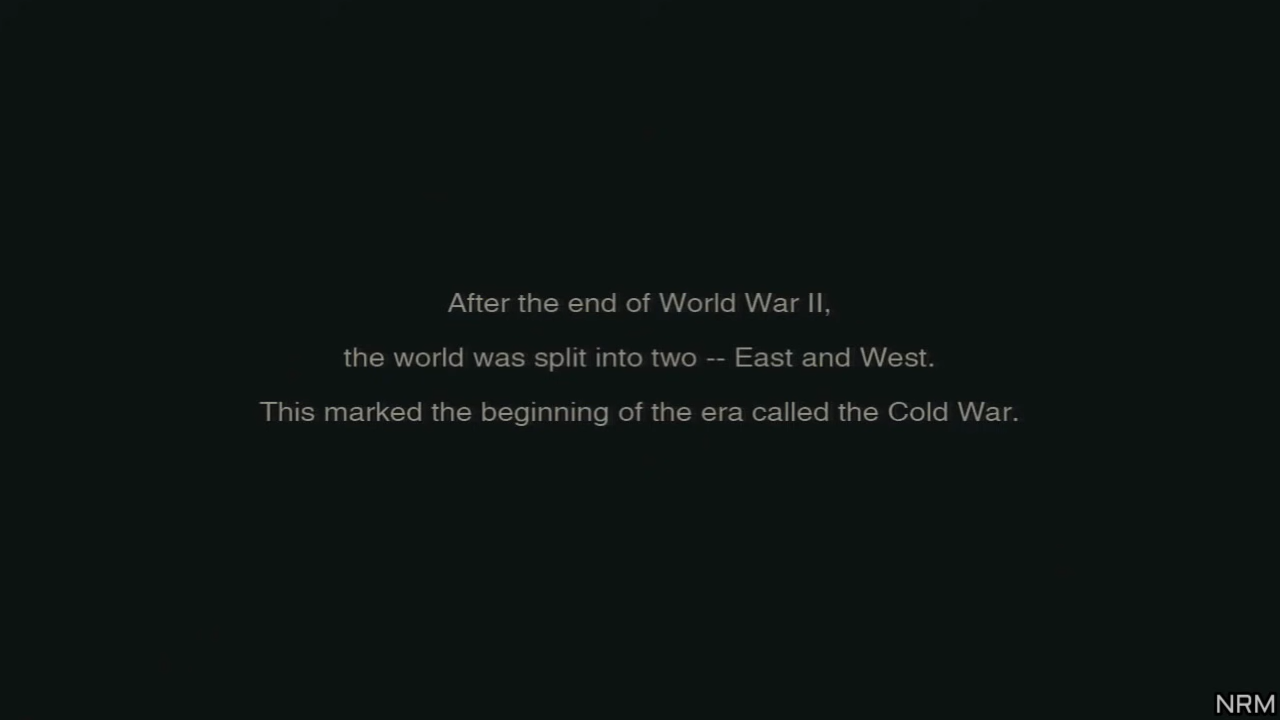 After the end of World War II,
the world was split into two -- East and West.
This marked the beginning of the era called the Cold War.
NRM